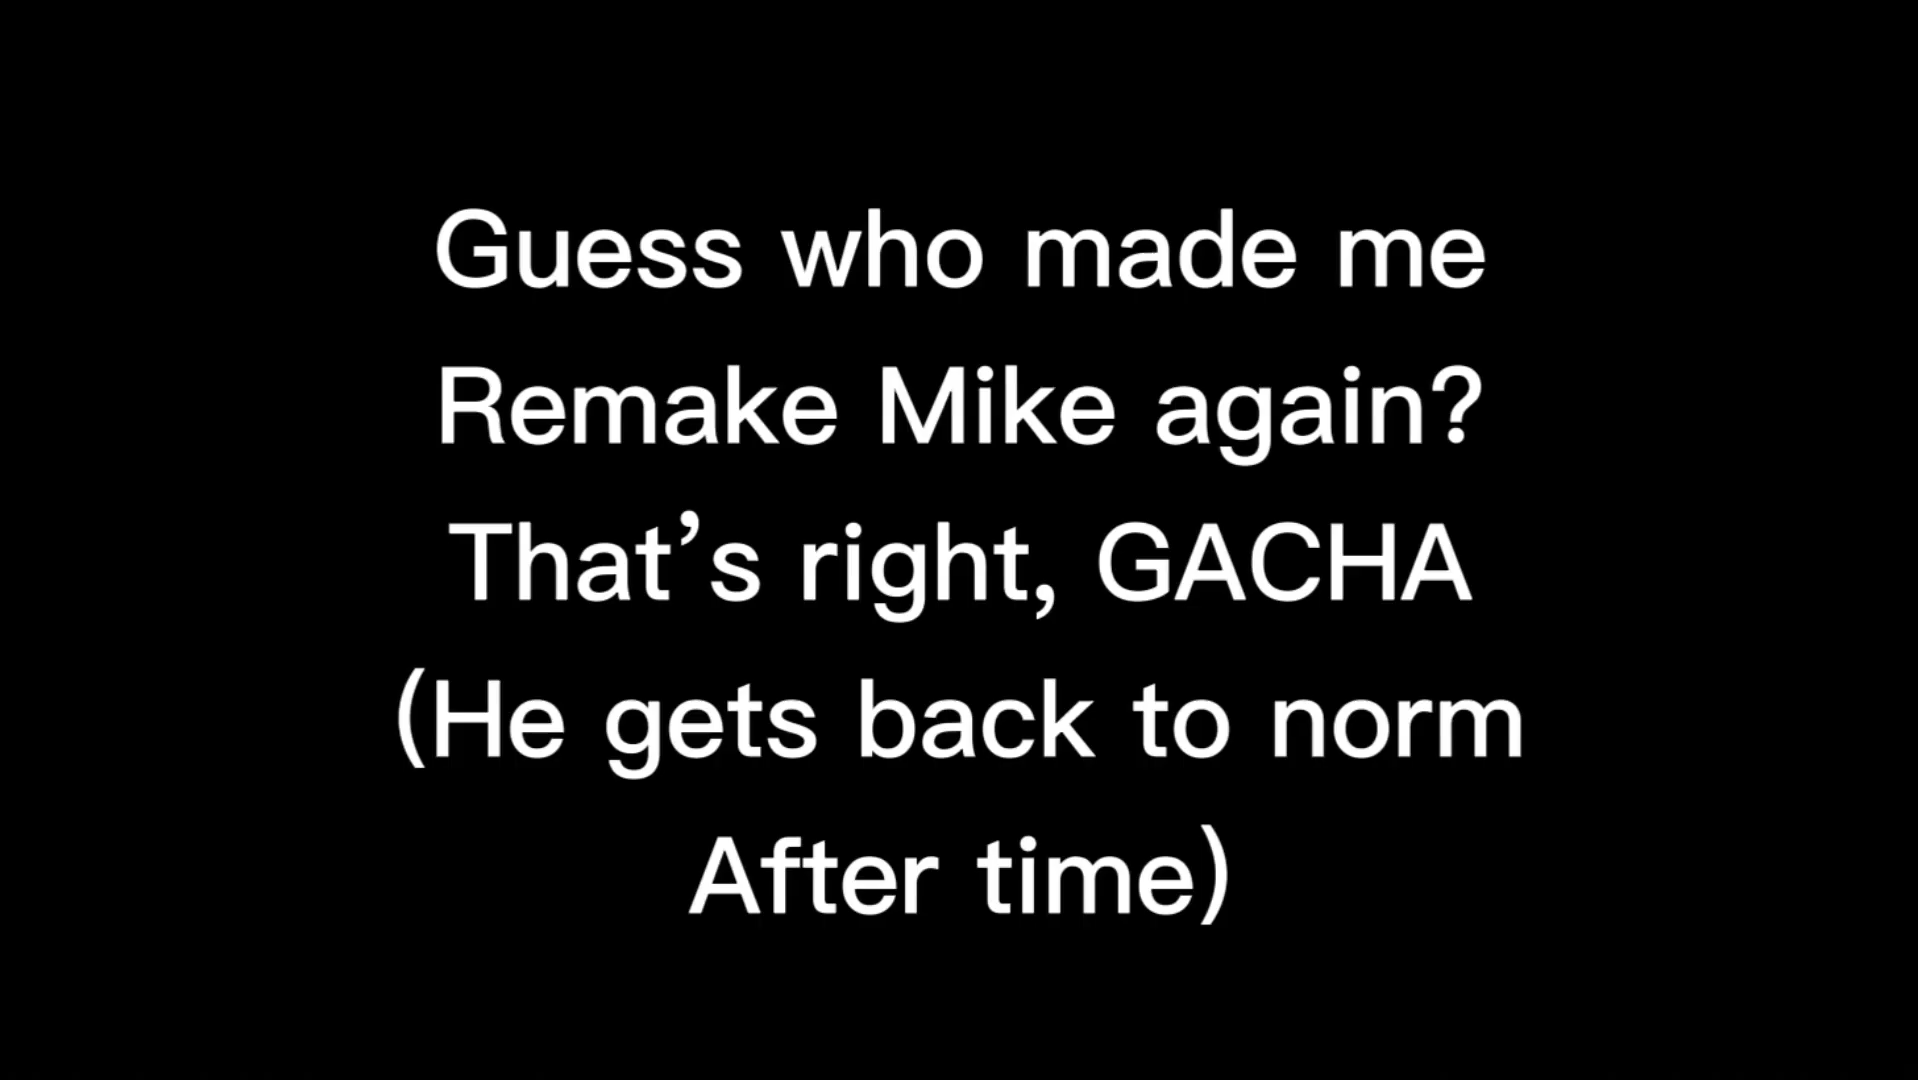 Guess who made me
Remake Mike again?
That’s right, GACHA
(He gets back to norm
After time)